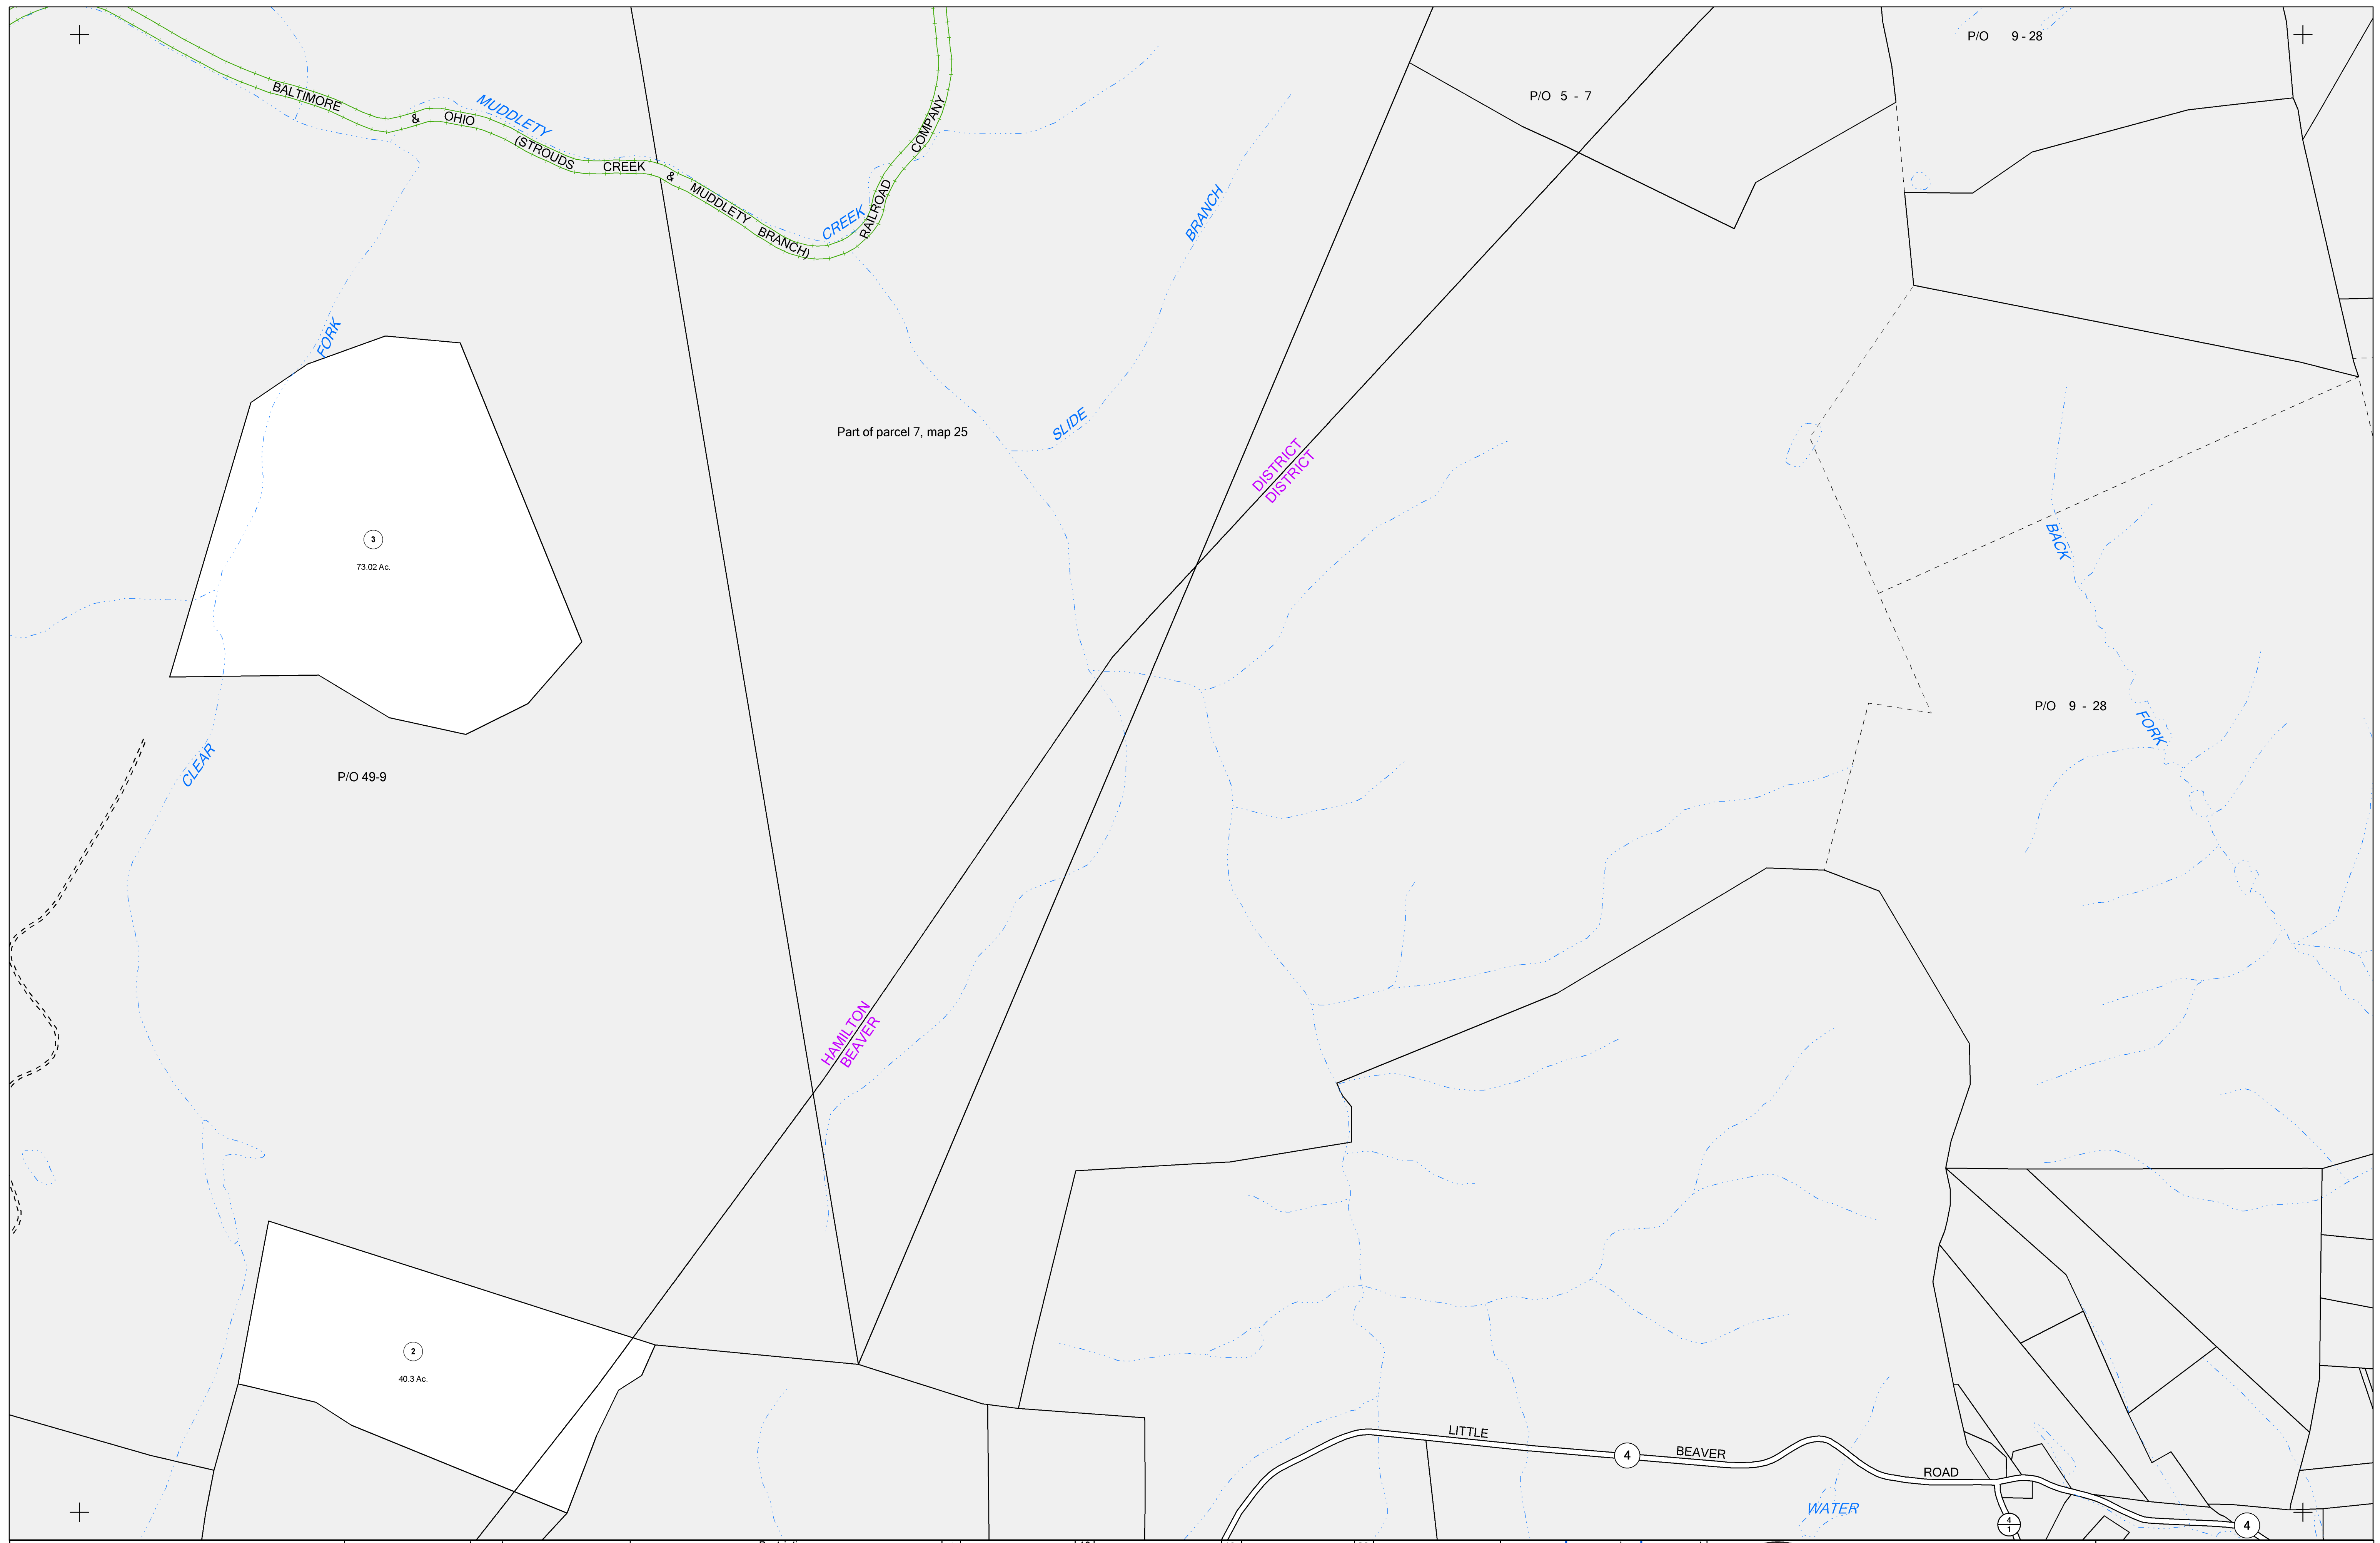 P/O 9 - 28
BALTIMORE & OHIO (STROUDS CREEK & MUDDLETY BRANCH) RAILROAD COMPANY
MUDDLETY CREEK
P/O 5 - 7
SLIDE BRANCH
CLEAR FORK
Part of parcel 7, map 25
DISTRICT
DISTRICT
3
73.02 Ac.
BACK FORK
P/O 9 - 28
P/O 49-9
HAMILTON
BEAVER
2
40.3 Ac.
LITTLE BEAVER ROAD
4
WATER
4
1
4